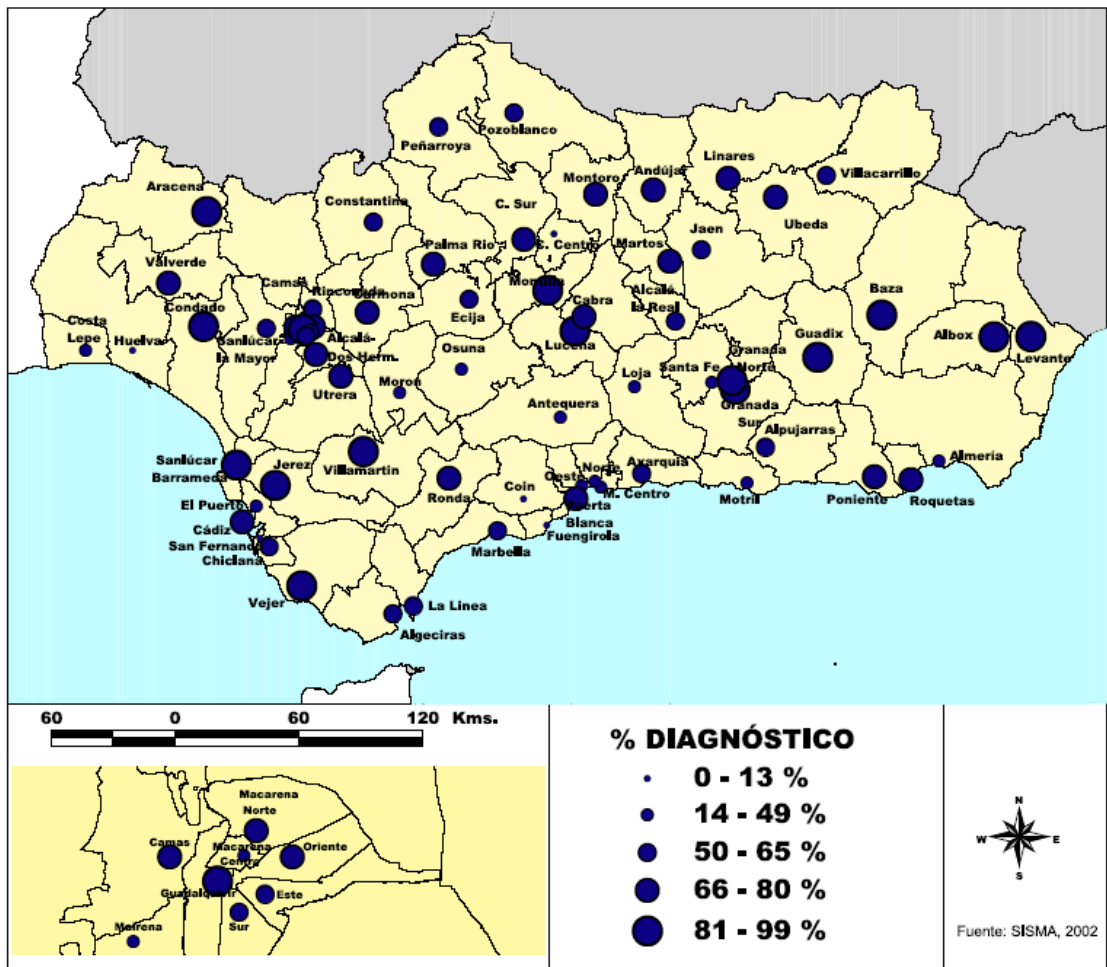 Pozoblanco
Peñarroya
Linares
Andúja
Villacarrillo
Montoro
Aracena
Constantina
C. Sur
Ubeda
Jaen
Palma Rio
C. Centro
Martos
Valverde
Camas
Rinconada
Carmona
Montilla
Alcalá
la Real
Baza
Cabra
Condado
Ecija
Costa
Lepe
Huelva
Sanlúcar
la Mayor
Alcalá
Guadix
Albox
Levante
Lucena
Osuna
Dos Herm.
Granada
Norte
Santa Fe
Loja
Utrera
Moron
Granada
Sur
Antequera
Alpujarras
Sanlúcar
Barrameda
Jerez
Villamartin
Ronda
Norte
Axarquia
Oeste
Almería
Coin
M. Centro
Puerta
Blanca
Motril
Poniente
Roquetas
El Puerto
Cádiz
Fuengirola
San Fernando
Chiclana
Marbella
Vejer
La Linea
Algeciras
60 0 60 120 Kms.
% DIAGNÓSTICO
0 - 13 %
14 - 49 %
50 - 65 %
66 - 80 %
81 - 99 %
Macarena
Norte
Camas
Macarena
Centro
Oriente
Guadalquivir
Este
Sur
Mairena
N
W E
S
Fuente: SISMA, 2002